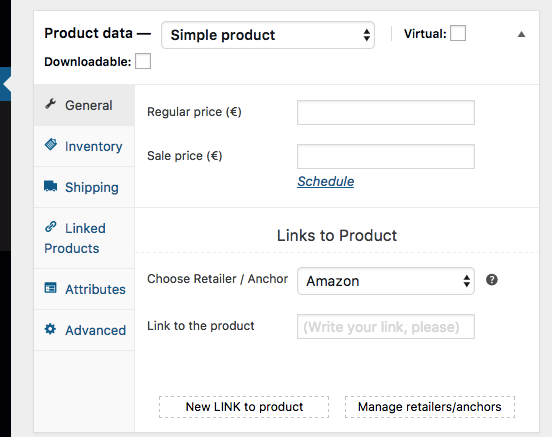 Product data — Simple product Virtual:
Downloadable:
General
Inventory
Shipping
Linked
Products
Attributes
Advanced
Regular price (€)
Sale price (€)
Schedule
Links to Product
Choose Retailer / Anchor Amazon ?
Link to the product (Write your link, please)
New LINK to product Manage retailers/anchors